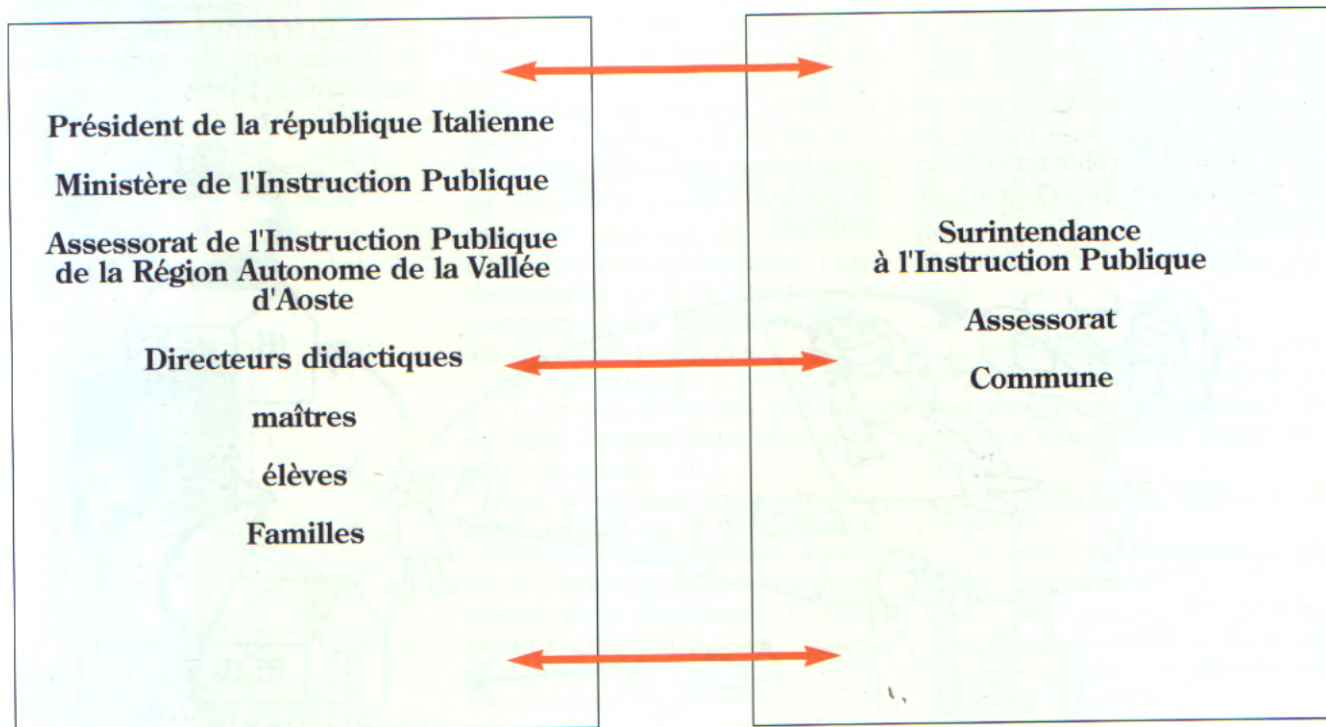 Président de la république Italienne
Ministère de l'Instruction Publique
Assessorat de l'Instruction Publique
de la Région Autonome de la Vallée
d'Aoste
Directeurs didactiques
maîtres
élèves
Familles
Surintendance
à l'Instruction Publique
Assessorat
Commune